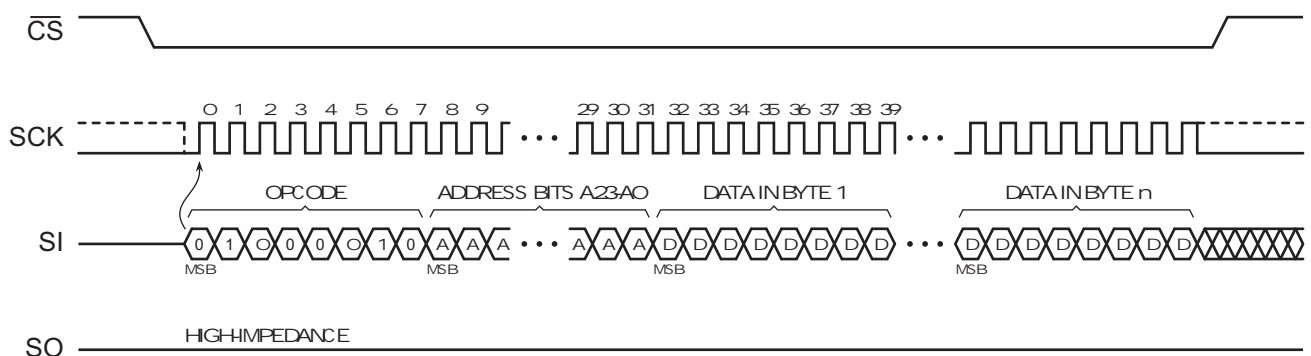 CS
0 1 2 3 4 5 6 7 8 9 29 30 31 32 33 34 35 36 37 38 39
SCK
OPCODE ADDRESS BITS A23-A0 DATA IN BYTE 1 DATA IN BYTE n
SI 0 1 0 0 0 0 1 0 A A A A A A D D D D D D D D D D D D D D D D
MSB MSB MSB MSB
HIGH-IMPEDANCE
SO